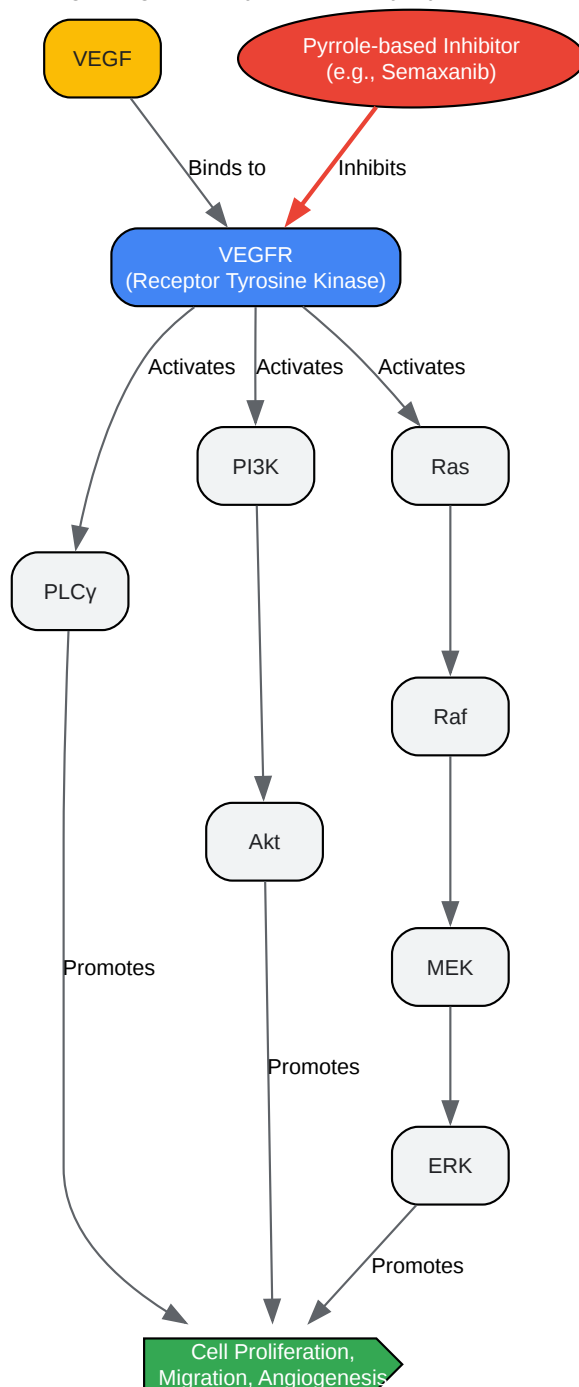 VEGF
Pyrrole-based Inhibitor
(e.g., Semaxanib)
Binds to
Inhibits
VEGFR
(Receptor Tyrosine Kinase)
Activates
Activates
Activates
PI3K
Ras
PLCγ
Raf
Akt
Promotes
MEK
Promotes
ERK
Promotes
Cell Proliferation,
Migration, Angiogenesis